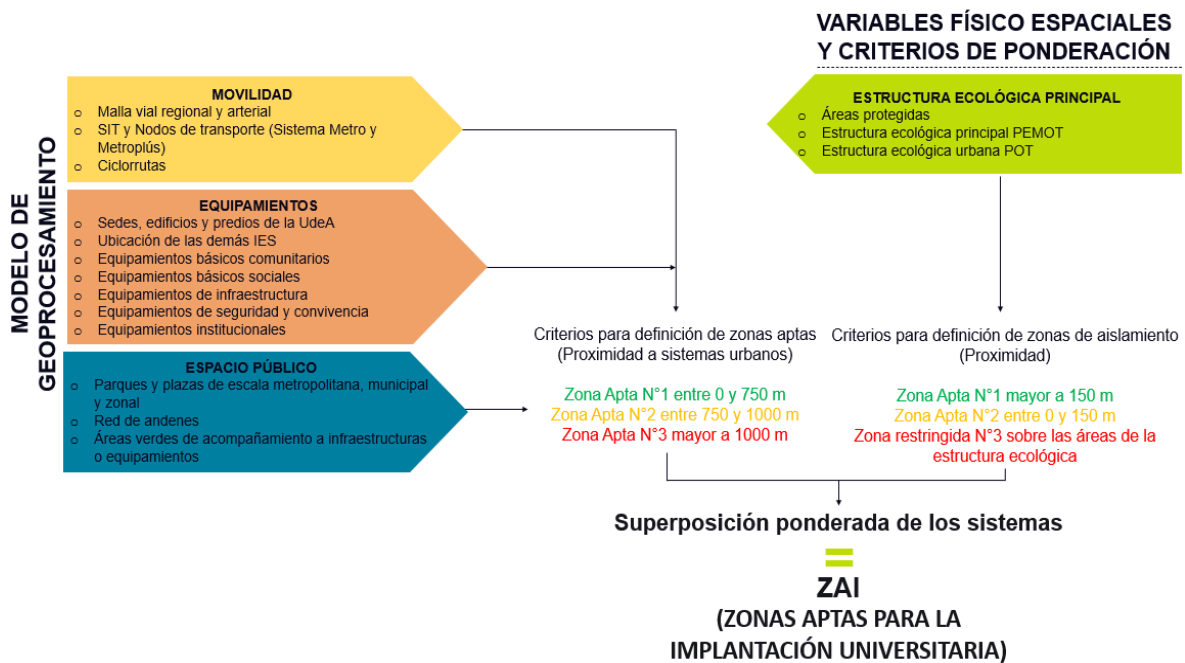 VARIABLES FÍSICO ESPACIALES
Y CRITERIOS DE PONDERACIÓN
MODELO DE
GEOPROCESAMIENTO
MOVILIDAD
o Malla vial regional y arterial
o SIT y Nodos de transporte (Sistema Metro y
Metroplús)
o Ciclorrutas
EQUIPAMIENTOS
o Sedes, edificios y predios de la UdeA
o Ubicación de las demás IES
o Equipamientos básicos comunitarios
o Equipamientos básicos sociales
o Equipamientos de infraestructura
o Equipamientos de seguridad y convivencia
o Equipamientos institucionales
ESPACIO PÚBLICO
o Parques y plazas de escala metropolitana, municipal
y zonal
o Red de andenes
o Áreas verdes de acompañamiento a infraestructuras
o equipamientos
ESTRUCTURA ECOLÓGICA PRINCIPAL
o Áreas protegidas
o Estructura ecológica principal PEMOT
o Estructura ecológica urbana POT
Criterios para definición de zonas aptas
(Proximidad a sistemas urbanos)
Zona Apta N°1 entre 0 y 750 m
Zona Apta N°2 entre 750 y 1000 m
Zona Apta N°3 mayor a 1000 m
Criterios para definición de zonas de aislamiento
(Proximidad)
Zona Apta N°1 mayor a 150 m
Zona Apta N°2 entre 0 y 150 m
Zona restringida N°3 sobre las áreas de la
estructura ecológica
Superposición ponderada de los sistemas
=
ZAI
(ZONAS APTAS PARA LA
IMPLANTACIÓN UNIVERSITARIA)